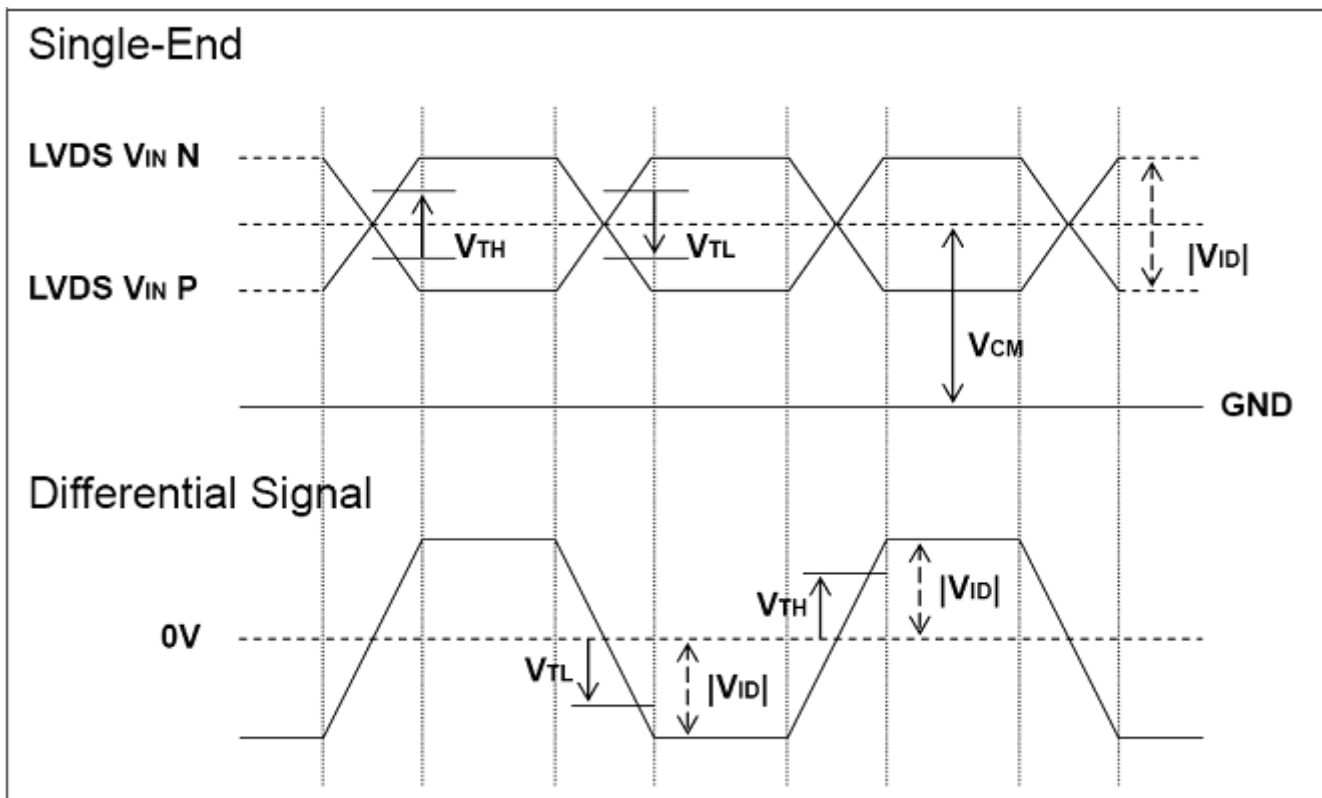 Single-End
LVDS VIN N
VTH
VTL
|VID|
LVDS VIN P
VCM
GND
Differential Signal
VTH
|VID|
0V
VTL
|VID|